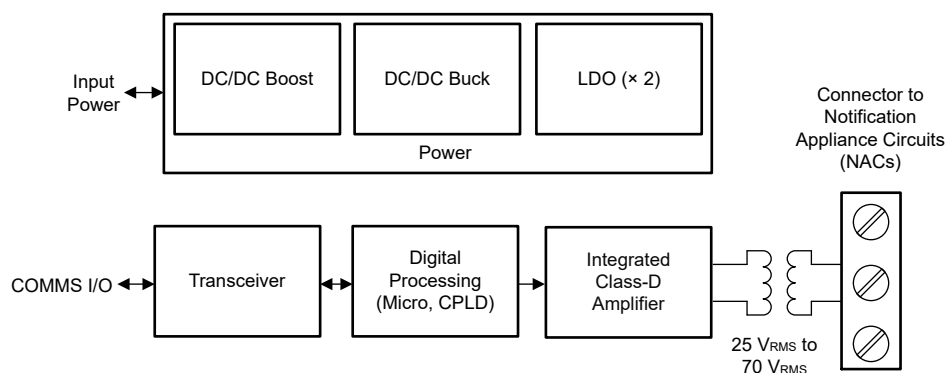 DC/DC Boost
DC/DC Buck
LDO (× 2)
Input
Power
Power
Connector to
Notification
Appliance Circuits
(NACs)
COMMS I/O
Transceiver
Digital
Processing
(Micro, CPLD)
Integrated
Class-D
Amplifier
25 VRMS to
70 VRMS